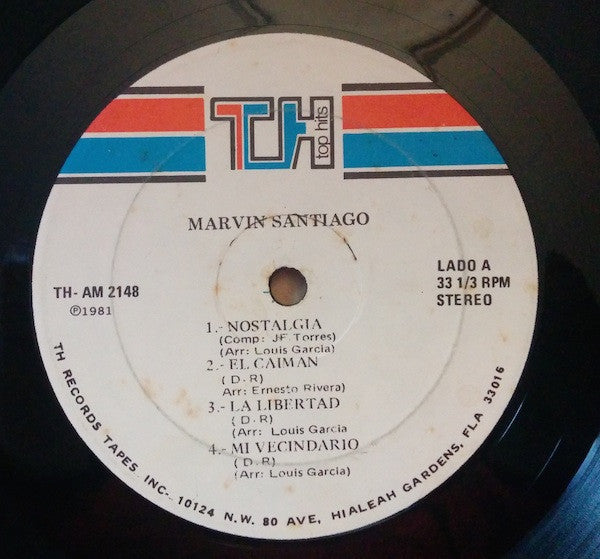 TH
top hits
MARVIN SANTIAGO
TH- AM 2148
℗1981
LADO A
33 1/3 RPM
STEREO
1.- NOSTALGIA
(Comp: JF Torres)
(Arr: Louis Garcia)
2.- EL CAIMAN
( D-R)
Arr: Ernesto Rivera)
3.- LA LIBERTAD
( D-R)
(Arr: Louis Garcia
4.- MI VECINDARIO
( D-R)
(Arr: Louis Garcia)
TH RECORDS TAPES INC- 10124 N.W. 80 AVE, HIALEAH GARDENS, FLA 33016